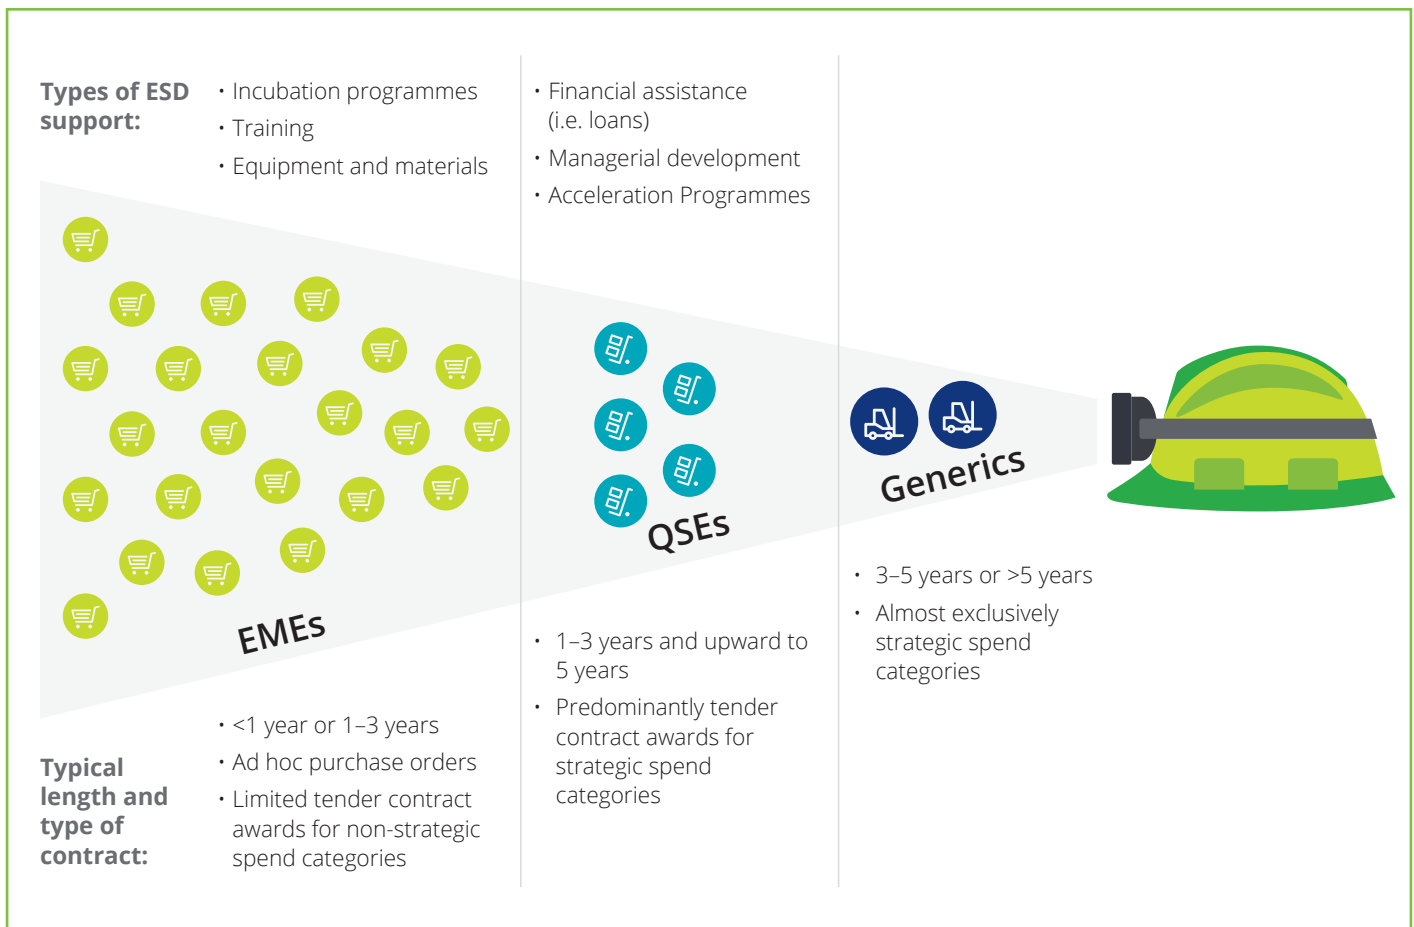 Types of ESD
support:
• Incubation programmes
• Training
• Equipment and materials
• Financial assistance
(i.e. loans)
• Managerial development
• Acceleration Programmes
EMEs
QSEs
Generics
Typical
length and
type of
contract:
• <1 year or 1–3 years
• Ad hoc purchase orders
• Limited tender contract
awards for non-strategic
spend categories
• 1–3 years and upward to
5 years
• Predominantly tender
contract awards for
strategic spend
categories
• 3–5 years or >5 years
• Almost exclusively
strategic spend
categories